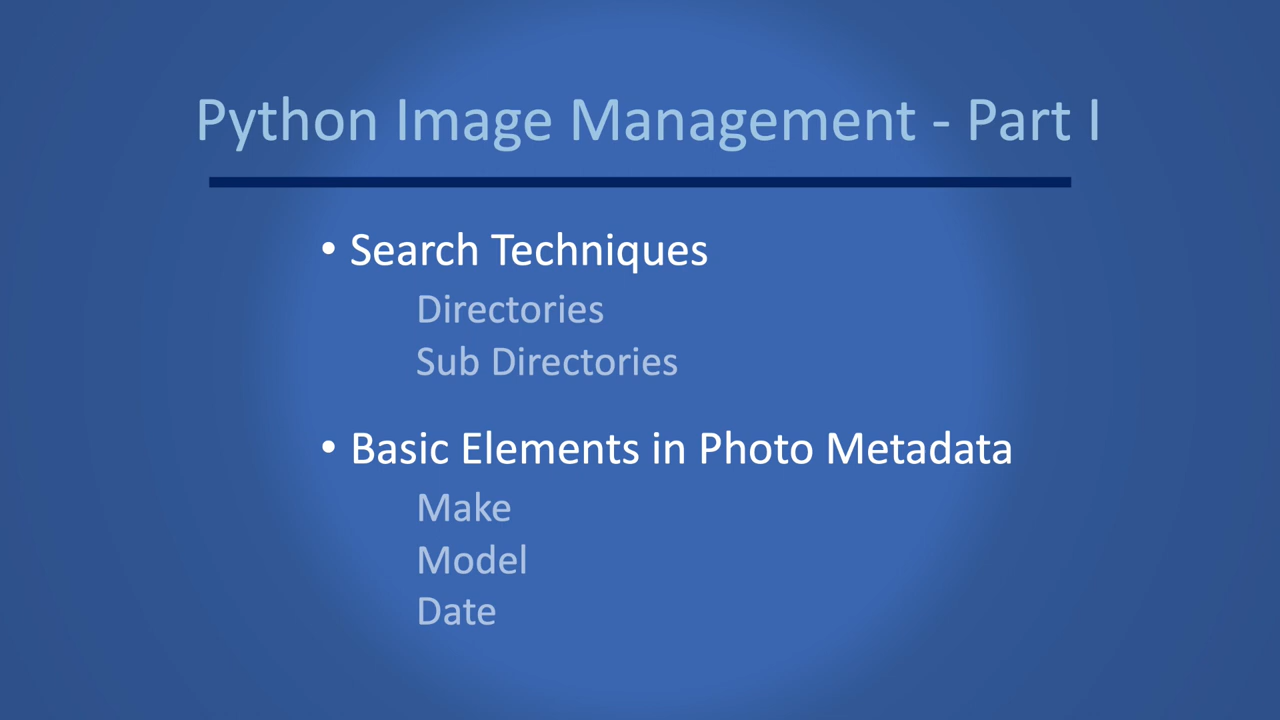 Python Image Management - Part I
• Search Techniques
Directories
Sub Directories
• Basic Elements in Photo Metadata
Make
Model
Date